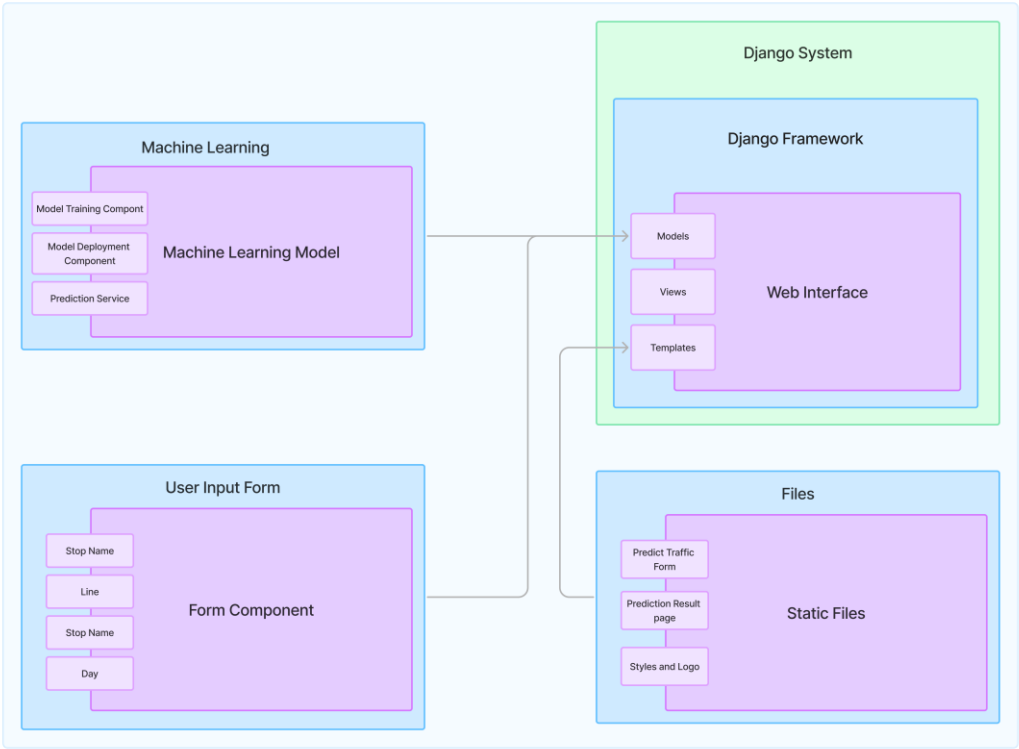 Django System
Django Framework
Models
Views
Templates
Web Interface
Machine Learning
Model Training Compont
Model Deployment
Component
Prediction Service
Machine Learning Model
User Input Form
Stop Name
Line
Stop Name
Day
Form Component
Files
Predict Traffic
Form
Prediction Result
page
Styles and Logo
Static Files